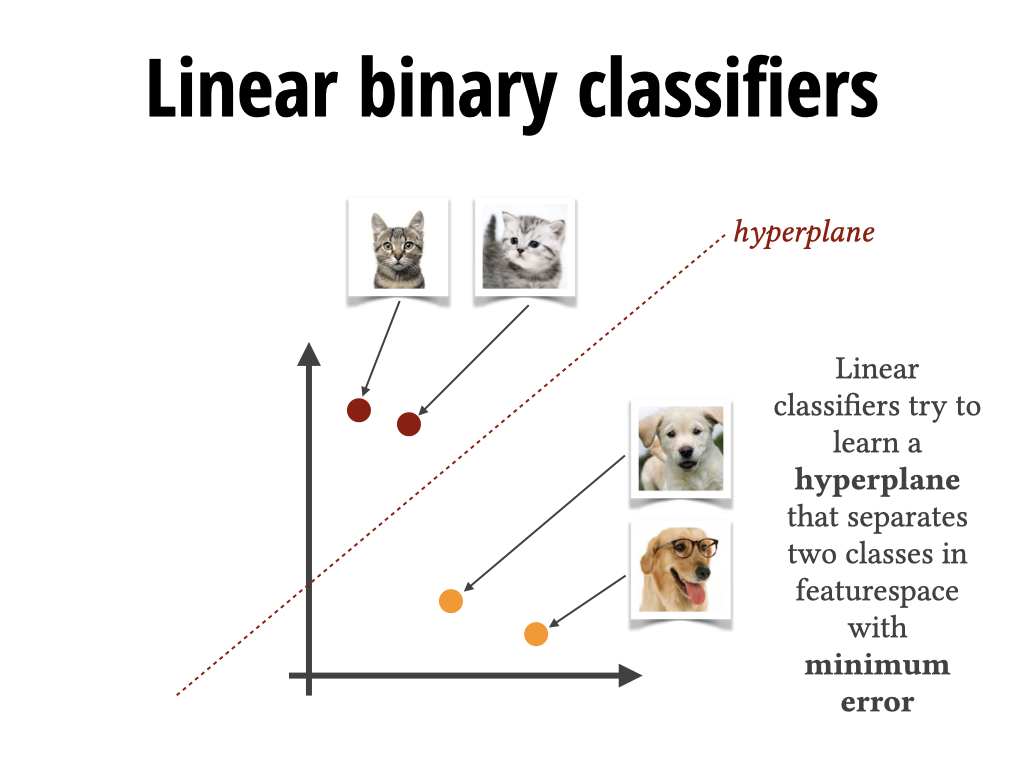 Linear binary classifiers
hyperplane
Linear
classifiers try to
learn a
hyperplane
that separates
two classes in
featurespace
with
minimum
error